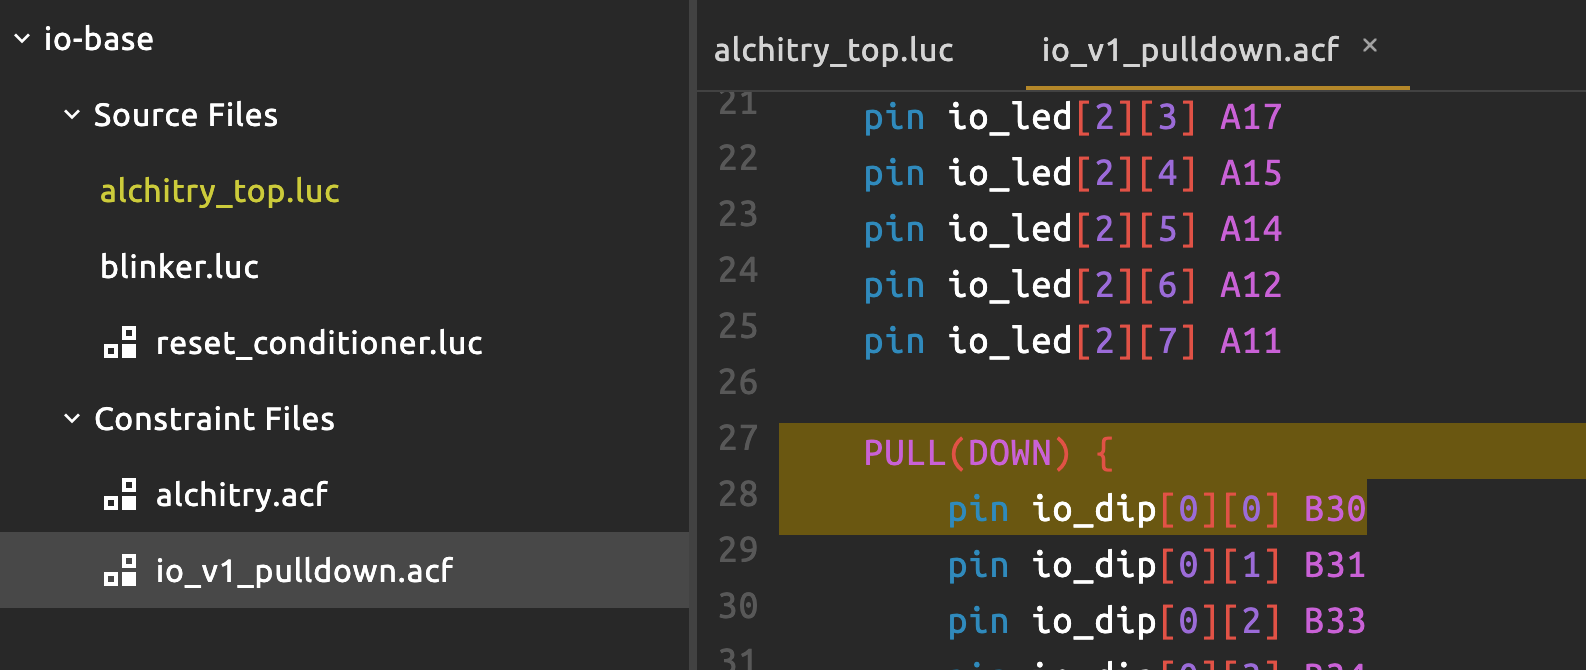 io-base
Source Files
alchitry_top.luc
blinker.luc
reset_conditioner.luc
Constraint Files
alchitry.acf
io_v1_pulldown.acf
alchitry_top.luc io_v1_pulldown.acf ×
21 pin io_led[2][3] A17
22 pin io_led[2][4] A15
23 pin io_led[2][5] A14
24 pin io_led[2][6] A12
25 pin io_led[2][7] A11
26
27 PULL(DOWN) {
28 pin io_dip[0][0] B30
29 pin io_dip[0][1] B31
30 pin io_dip[0][2] B33
31